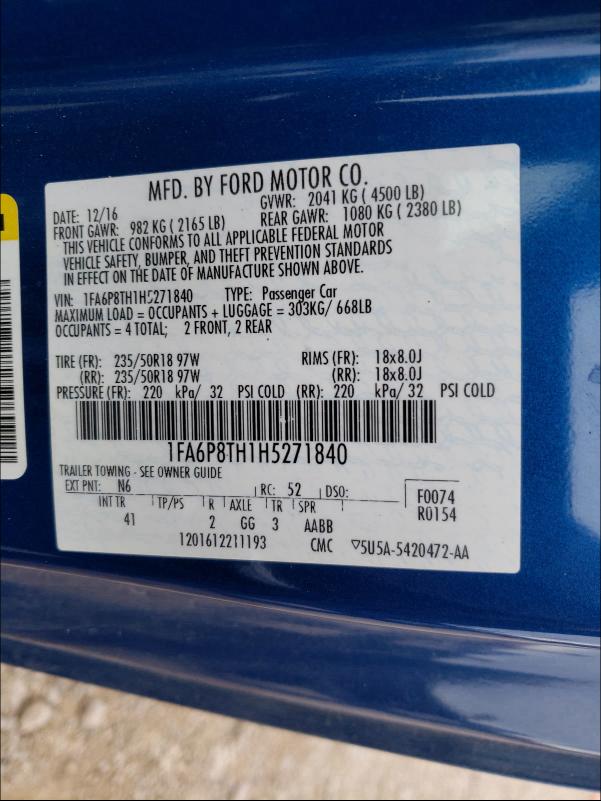 MFD. BY FORD MOTOR CO.
DATE: 12/16 GVWR: 2041 KG ( 4500 LB)
FRONT GAWR: 982 KG ( 2165 LB) REAR GAWR: 1080 KG ( 2380 LB)
THIS VEHICLE CONFORMS TO ALL APPLICABLE FEDERAL MOTOR
VEHICLE SAFETY, BUMPER, AND THEFT PREVENTION STANDARDS
IN EFFECT ON THE DATE OF MANUFACTURE SHOWN ABOVE.
VIN: 1FA6P8TH1H5271840 TYPE: Passenger Car
MAXIMUM LOAD = OCCUPANTS + LUGGAGE = 303KG/ 668LB
OCCUPANTS = 4 TOTAL; 2 FRONT, 2 REAR
TIRE (FR): 235/50R18 97W RIMS (FR): 18x8.0J
(RR): 235/50R18 97W (RR): 18x8.0J
PRESSURE (FR): 220 kPa/ 32 PSI COLD (RR): 220 kPa/ 32 PSI COLD
1FA6P8TH1H5271840
TRAILER TOWING - SEE OWNER GUIDE
EXT PNT: N6 RC: 52 DSO: F0074
INT TR TP/PS R AXLE TR SPR R0154
41 2 GG 3 AABB
1201612211193 CMC ▽5U5A-5420472-AA